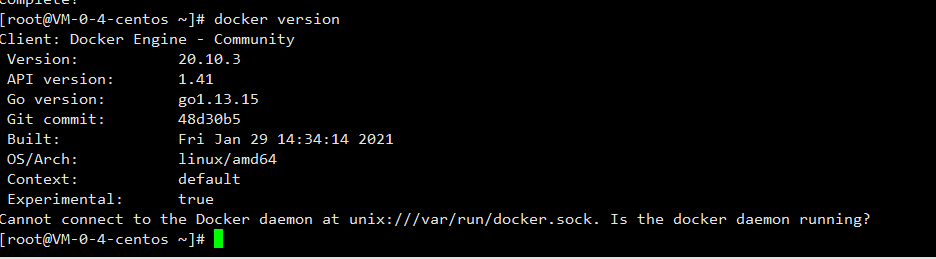 Complete!
[root@VM-0-4-centos ~]# docker version
Client: Docker Engine - Community
 Version:           20.10.3
 API version:       1.41
 Go version:        go1.13.15
 Git commit:        48d30b5
 Built:             Fri Jan 29 14:34:14 2021
 OS/Arch:           linux/amd64
 Context:           default
 Experimental:      true
Cannot connect to the Docker daemon at unix:///var/run/docker.sock. Is the docker daemon running?
[root@VM-0-4-centos ~]#